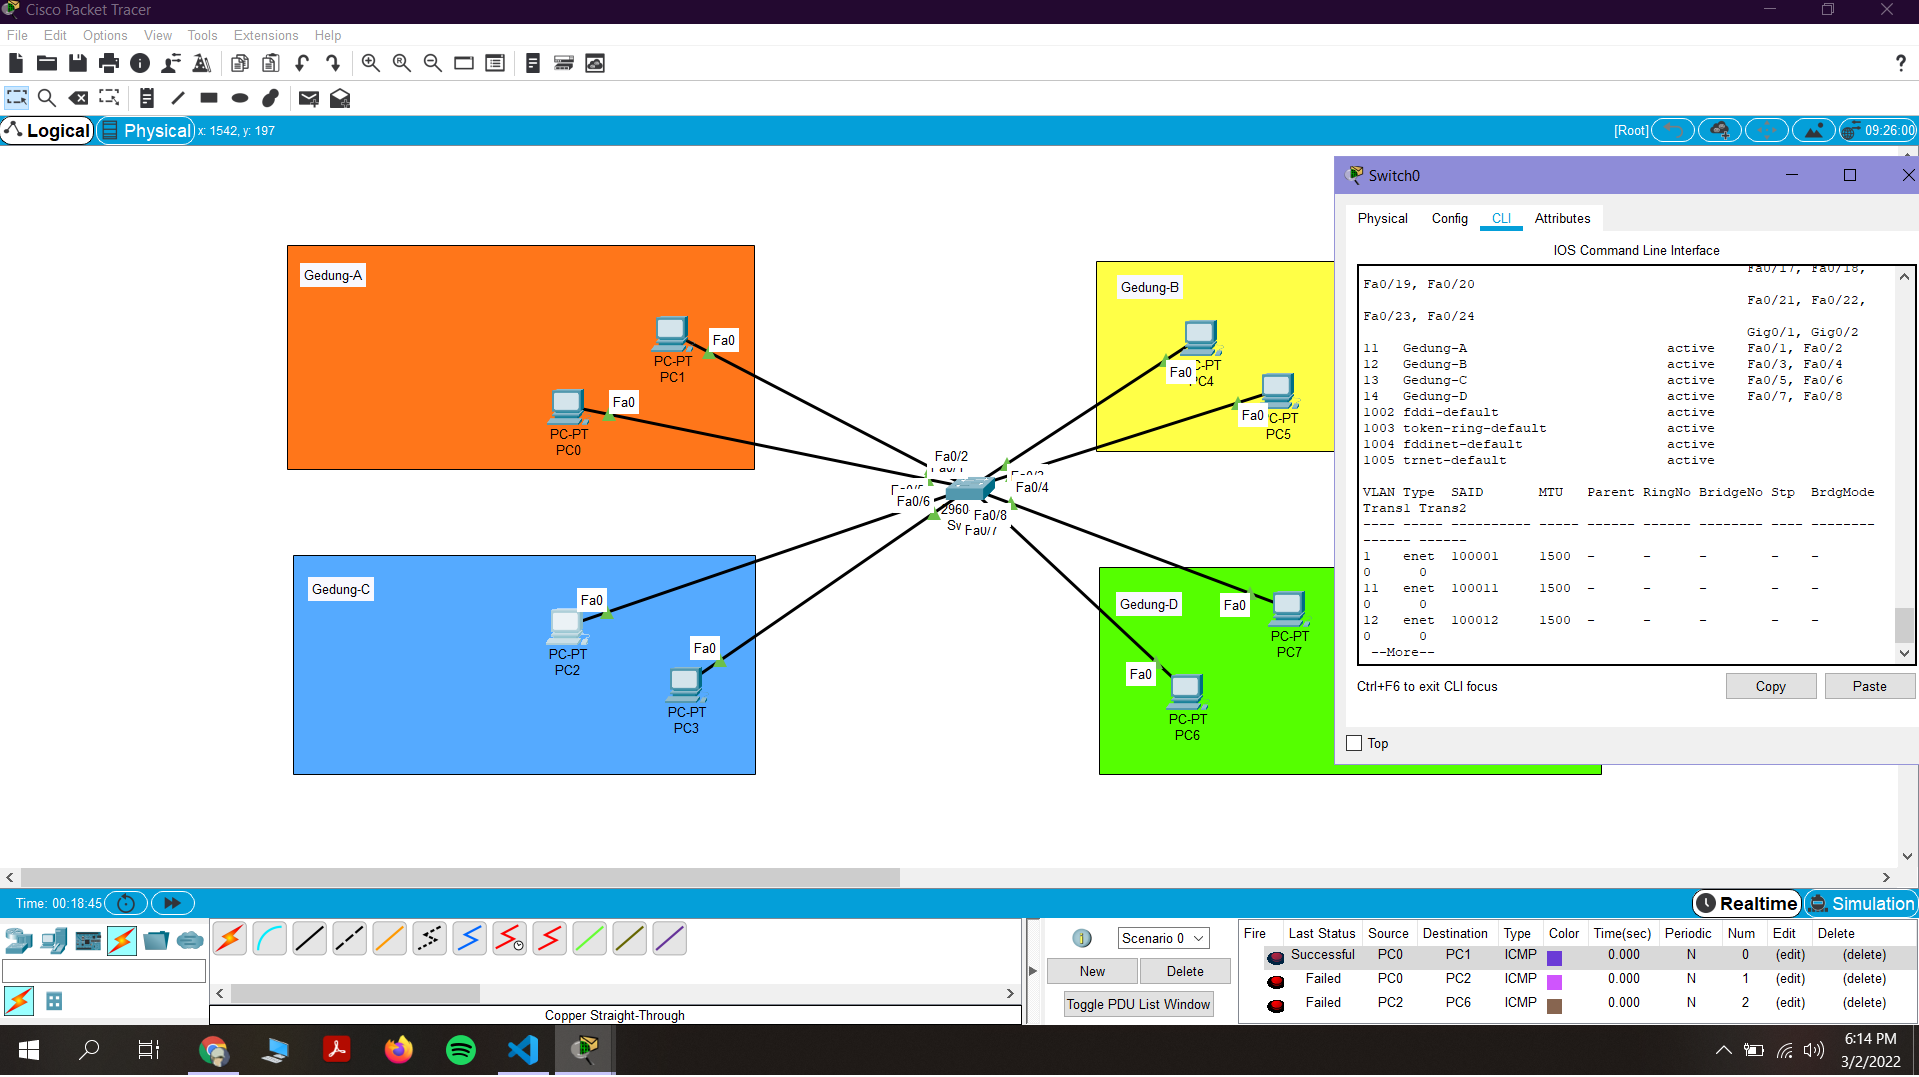 Cisco Packet Tracer
File Edit Options View Tools Extensions Help
Logical Physical x: 1542, y: 197
[Root] 09:26:00
Gedung-A
Fa0
PC-PT
PC1
Fa0
PC-PT
PC0
Gedung-B
Fa0
C-PT
PC4
Fa0
C-PT
PC5
Fa0/2
Fa0/4
Fa0/6
2960
Fa0/8
Fa0/7
Gedung-C
Fa0
PC-PT
PC2
Fa0
PC-PT
PC3
Gedung-D
Fa0
PC-PT
PC7
Fa0
PC-PT
PC6
Switch0
Physical Config CLI Attributes
IOS Command Line Interface
Fa0/17, Fa0/18,
Fa0/19, Fa0/20
Fa0/21, Fa0/22,
Fa0/23, Fa0/24
Gig0/1, Gig0/2
11 Gedung-A active Fa0/1, Fa0/2
12 Gedung-B active Fa0/3, Fa0/4
13 Gedung-C active Fa0/5, Fa0/6
14 Gedung-D active Fa0/7, Fa0/8
1002 fddi-default active
1003 token-ring-default active
1004 fddinet-default active
1005 trnet-default active
VLAN Type SAID MTU Parent RingNo BridgeNo Stp BrdgMode
Trans1 Trans2
---- ----- ---------- ----- ------ ------ -------- ---- --------
------ ------
1 enet 100001 1500 - - - - -
0 0
11 enet 100011 1500 - - - - -
0 0
12 enet 100012 1500 - - - - -
0 0
--More--
Ctrl+F6 to exit CLI focus
Copy Paste
Top
Time: 00:18:45
Realtime Simulation
Copper Straight-Through
Scenario 0
New Delete
Toggle PDU List Window
Fire Last Status Source Destination Type Color Time(sec) Periodic Num Edit Delete
Successful PC0 PC1 ICMP 0.000 N 0 (edit) (delete)
Failed PC0 PC2 ICMP 0.000 N 1 (edit) (delete)
Failed PC2 PC6 ICMP 0.000 N 2 (edit) (delete)
6:14 PM
3/2/2022